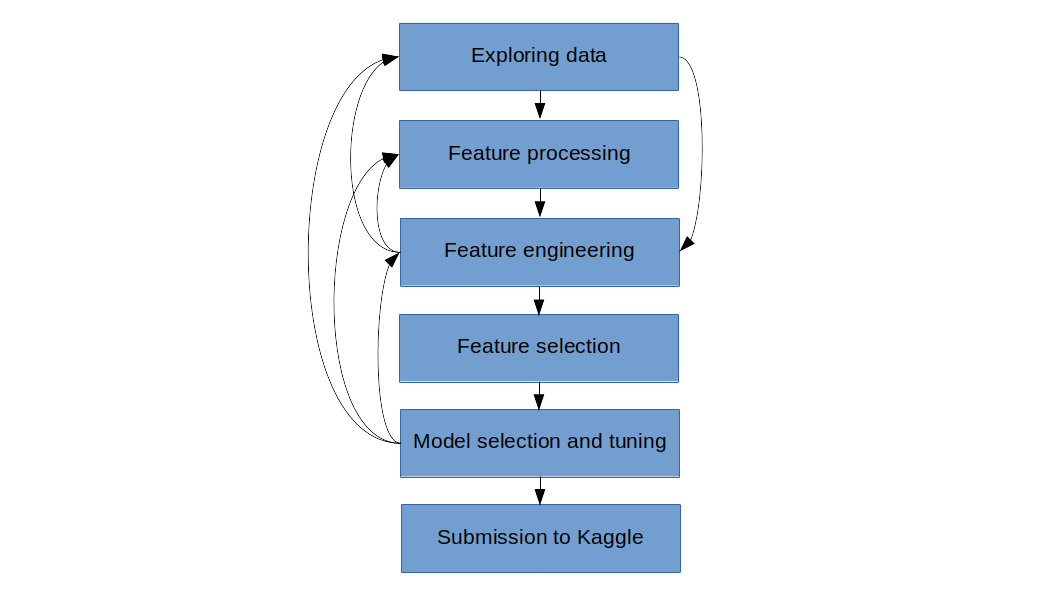 Exploring data
Feature processing
Feature engineering
Feature selection
Model selection and tuning
Submission to Kaggle